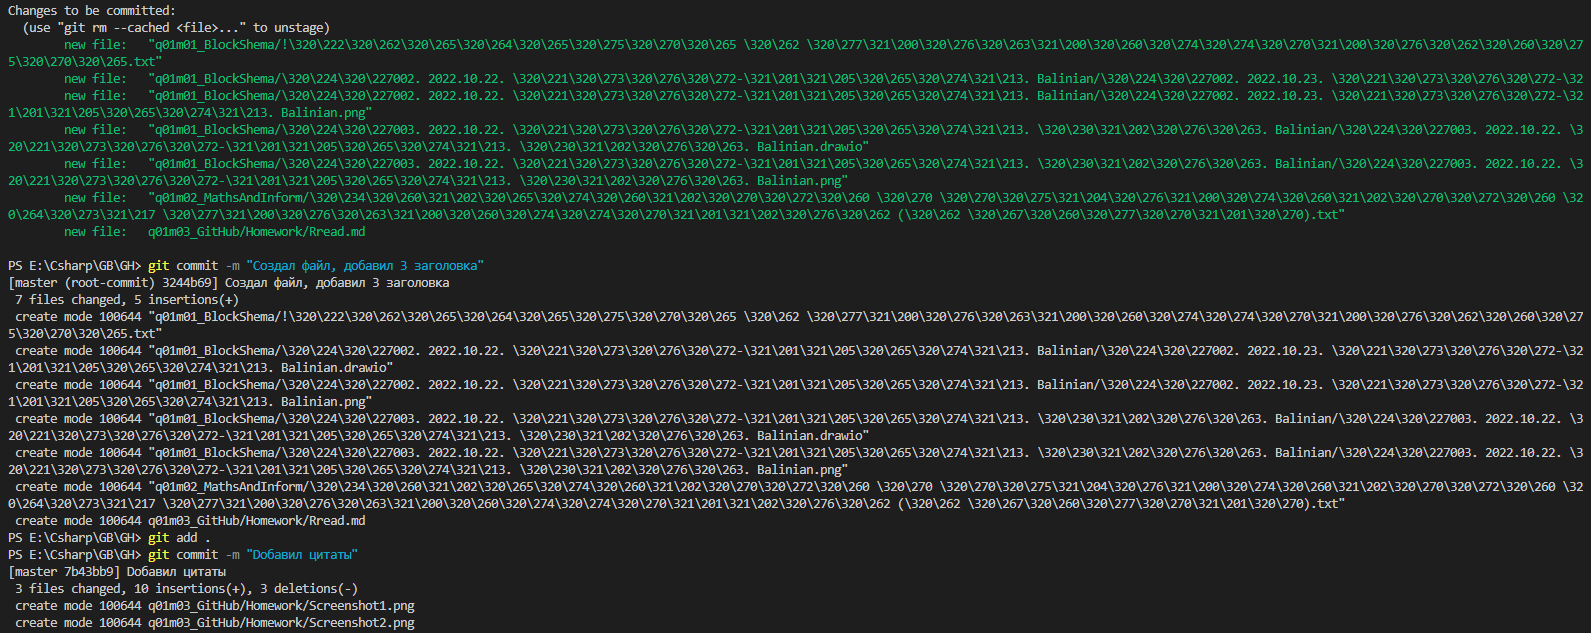 Changes to be committed:
  (use "git rm --cached <file>..." to unstage)
        new file:   "q01m01_BlockShema/!\320\222\320\262\320\265\320\264\320\265\320\275\320\270\320\265 \320\262 \320\277\321\200\320\276\320\263\321\200\320\260\320\274\320\274\320\270\321\200\320\276\320\262\320\260\320\27
5\320\270\320\265.txt"
        new file:   "q01m01_BlockShema/\320\224\320\227002. 2022.10.22. \320\221\320\273\320\276\320\272-\321\201\321\205\320\265\320\274\321\213. Balinian/\320\224\320\227002. 2022.10.23. \320\221\320\273\320\276\320\272-\32
        new file:   "q01m01_BlockShema/\320\224\320\227002. 2022.10.22. \320\221\320\273\320\276\320\272-\321\201\321\205\320\265\320\274\321\213. Balinian/\320\224\320\227002. 2022.10.23. \320\221\320\273\320\276\320\272-\32
1\201\321\205\320\265\320\274\321\213. Balinian.png"
        new file:   "q01m01_BlockShema/\320\224\320\227003. 2022.10.22. \320\221\320\273\320\276\320\272-\321\201\321\205\320\265\320\274\321\213. \320\230\321\202\320\276\320\263. Balinian/\320\224\320\227003. 2022.10.22. \3
20\221\320\273\320\276\320\272-\321\201\321\205\320\265\320\274\321\213. \320\230\321\202\320\276\320\263. Balinian.drawio"
        new file:   "q01m01_BlockShema/\320\224\320\227003. 2022.10.22. \320\221\320\273\320\276\320\272-\321\201\321\205\320\265\320\274\321\213. \320\230\321\202\320\276\320\263. Balinian/\320\224\320\227003. 2022.10.22. \3
20\221\320\273\320\276\320\272-\321\201\321\205\320\265\320\274\321\213. \320\230\321\202\320\276\320\263. Balinian.png"
        new file:   "q01m02_MathsAndInform/\320\234\320\260\321\202\320\265\320\274\320\260\321\202\320\270\320\272\320\260 \320\270 \320\270\320\275\321\204\320\276\321\200\320\274\320\260\321\202\320\270\320\272\320\260 \32
0\264\320\273\321\217 \320\277\321\200\320\276\320\263\321\200\320\260\320\274\320\274\320\270\321\201\321\202\320\276\320\262 (\320\262 \320\267\320\260\320\277\320\270\321\201\320\270).txt"
        new file:   q01m03_GitHub/Homework/Rread.md
PS E:\Csharp\GB\GH> git commit -m "Создал файл, добавил 3 заголовка"
[master (root-commit) 3244b69] Создал файл, добавил 3 заголовка
 7 files changed, 5 insertions(+)
 create mode 100644 "q01m01_BlockShema/!\320\222\320\262\320\265\320\264\320\265\320\275\320\270\320\265 \320\262 \320\277\321\200\320\276\320\263\321\200\320\260\320\274\320\274\320\270\321\200\320\276\320\262\320\260\320\27
5\320\270\320\265.txt"
 create mode 100644 "q01m01_BlockShema/\320\224\320\227002. 2022.10.22. \320\221\320\273\320\276\320\272-\321\201\321\205\320\265\320\274\321\213. Balinian/\320\224\320\227002. 2022.10.23. \320\221\320\273\320\276\320\272-\32
1\201\321\205\320\265\320\274\321\213. Balinian.drawio"
 create mode 100644 "q01m01_BlockShema/\320\224\320\227002. 2022.10.22. \320\221\320\273\320\276\320\272-\321\201\321\205\320\265\320\274\321\213. Balinian/\320\224\320\227002. 2022.10.23. \320\221\320\273\320\276\320\272-\32
1\201\321\205\320\265\320\274\321\213. Balinian.png"
 create mode 100644 "q01m01_BlockShema/\320\224\320\227003. 2022.10.22. \320\221\320\273\320\276\320\272-\321\201\321\205\320\265\320\274\321\213. \320\230\321\202\320\276\320\263. Balinian/\320\224\320\227003. 2022.10.22. \3
20\221\320\273\320\276\320\272-\321\201\321\205\320\265\320\274\321\213. \320\230\321\202\320\276\320\263. Balinian.drawio"
 create mode 100644 "q01m01_BlockShema/\320\224\320\227003. 2022.10.22. \320\221\320\273\320\276\320\272-\321\201\321\205\320\265\320\274\321\213. \320\230\321\202\320\276\320\263. Balinian/\320\224\320\227003. 2022.10.22. \3
20\221\320\273\320\276\320\272-\321\201\321\205\320\265\320\274\321\213. \320\230\321\202\320\276\320\263. Balinian.png"
 create mode 100644 "q01m02_MathsAndInform/\320\234\320\260\321\202\320\265\320\274\320\260\321\202\320\270\320\272\320\260 \320\270 \320\270\320\275\321\204\320\276\321\200\320\274\320\260\321\202\320\270\320\272\320\260 \32
0\264\320\273\321\217 \320\277\321\200\320\276\320\263\321\200\320\260\320\274\320\274\320\270\321\201\321\202\320\276\320\262 (\320\262 \320\267\320\260\320\277\320\270\321\201\320\270).txt"
 create mode 100644 q01m03_GitHub/Homework/Rread.md
PS E:\Csharp\GB\GH> git add .
PS E:\Csharp\GB\GH> git commit -m "Добавил цитаты"
[master 7b43bb9] Добавил цитаты
 3 files changed, 10 insertions(+), 3 deletions(-)
 create mode 100644 q01m03_GitHub/Homework/Screenshot1.png
 create mode 100644 q01m03_GitHub/Homework/Screenshot2.png